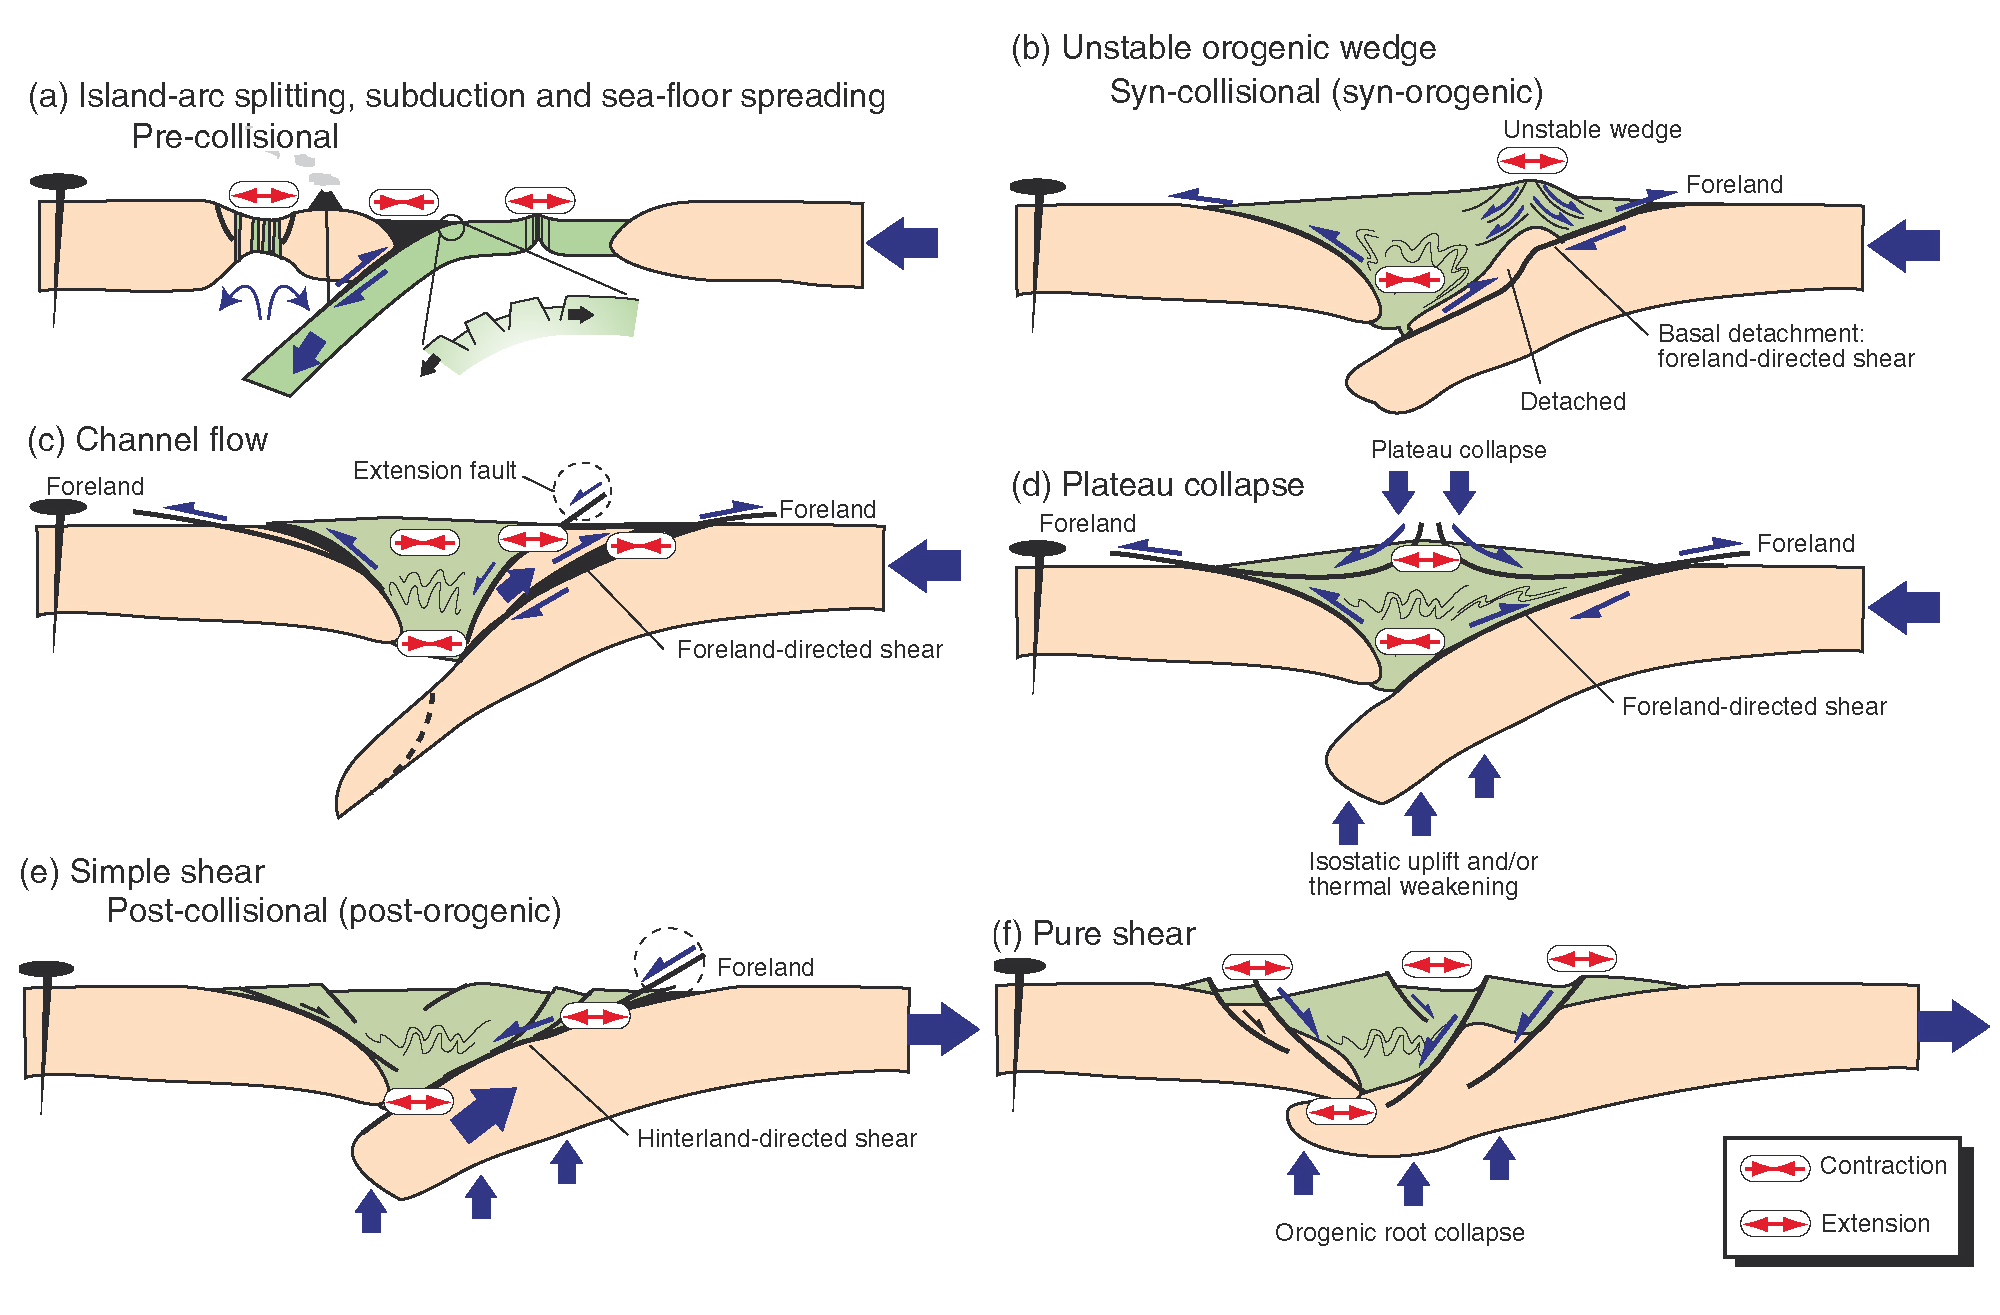 (a) Island-arc splitting, subduction and sea-floor spreading
Pre-collisional
(b) Unstable orogenic wedge
Syn-collisional (syn-orogenic)
Unstable wedge
Foreland
Basal detachment:
foreland-directed shear
Detached
(c) Channel flow
Extension fault
Foreland
Foreland
Foreland-directed shear
(d) Plateau collapse
Plateau collapse
Foreland
Foreland
Foreland-directed shear
Isostatic uplift and/or
thermal weakening
(e) Simple shear
Post-collisional (post-orogenic)
Foreland
Hinterland-directed shear
(f) Pure shear
Orogenic root collapse
Contraction
Extension